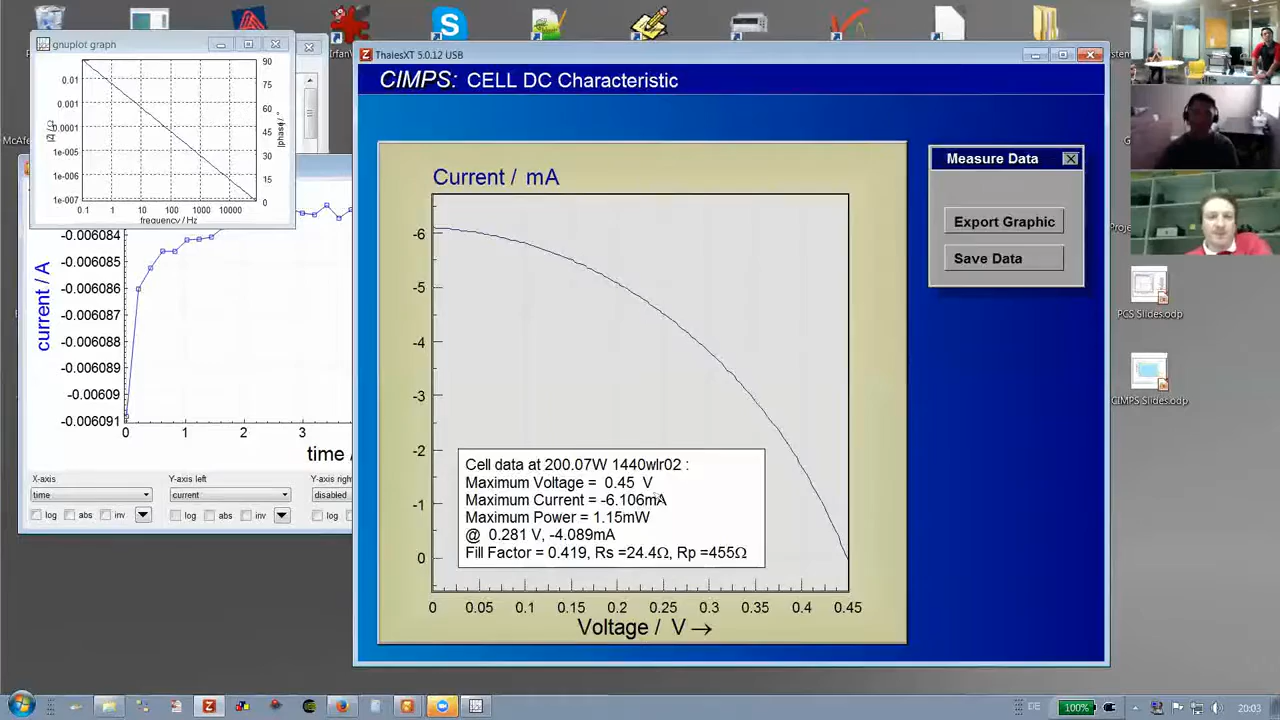 gnuplot graph
0.01
0.001
0.0001
1e-005
1e-006
1e-007
|Z| / Ω
90
75
60
45
30
15
0
|phase| / °
0.1 1 10 100 1000 10000
frequency / Hz
-0.006084
-0.006085
-0.006086
-0.006088
-0.006089
-0.00609
-0.006091
current / A
0 1 2 3
time /
X-axis
time
log abs inv
Y-axis left
current
log abs inv
Y-axis r
disabled
log
ThalesXT 5.0.12 USB
CIMPS: CELL DC Characteristic
Current / mA
-6
-5
-4
-3
-2
-1
0
Cell data at 200.07W 1440wlr02 :
Maximum Voltage = 0.45 V
Maximum Current = -6.106mA
Maximum Power = 1.15mW
@ 0.281 V, -4.089mA
Fill Factor = 0.419, Rs =24.4Ω, Rp =455Ω
0 0.05 0.1 0.15 0.2 0.25 0.3 0.35 0.4 0.45
Voltage / V →
Measure Data
Export Graphic
Save Data
PCS Slides.odp
CIMPS Slides.odp
DE
100%
20:03